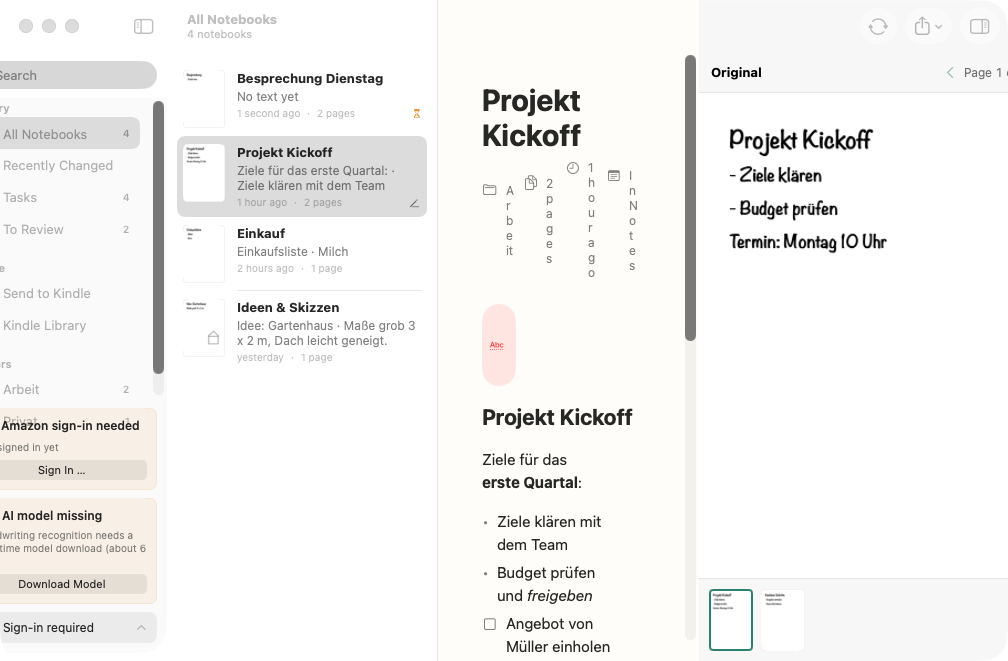 All Notebooks
4 notebooks
Search
All Notebooks 4
Recently Changed
Tasks 4
To Review 2
Send to Kindle
Kindle Library
Arbeit 2
Privat 1
Amazon sign-in needed
signed in yet
Sign In ...
AI model missing
dwriting recognition needs a
time model download (about 6
Download Model
Sign-in required
Besprechung Dienstag
No text yet
1 second ago · 2 pages
Projekt Kickoff
Ziele für das erste Quartal: ·
Ziele klären mit dem Team
1 hour ago · 2 pages
Einkauf
Einkaufsliste · Milch
2 hours ago · 1 page
Ideen & Skizzen
Idee: Gartenhaus · Maße grob 3
x 2 m, Dach leicht geneigt.
yesterday · 1 page
Projekt
Kickoff
Arbeit
2 pages
1 hour ago
In Notes
Abc
Projekt Kickoff
Ziele für das
erste Quartal:
• Ziele klären mit
dem Team
• Budget prüfen
und freigeben
Angebot von
Müller einholen
Original
Page 1
Projekt Kickoff
- Ziele klären
- Budget prüfen
Termin: Montag 10 Uhr